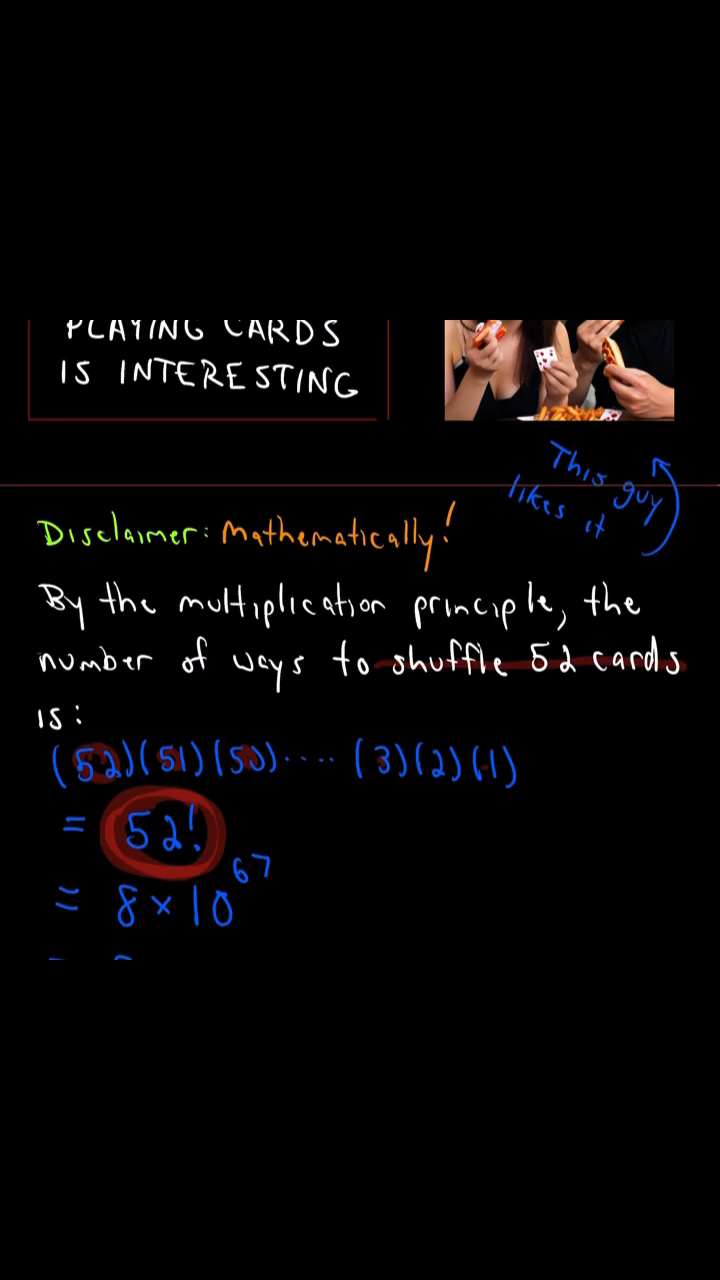 PLAYING CARDS
IS INTERESTING
This guy
likes it
Disclaimer: Mathematically!
By the multiplication principle, the
number of ways to shuffle 52 cards
is:
(52)(51)(50)....(3)(2)(1)
= 52!
= 8 × 10^67